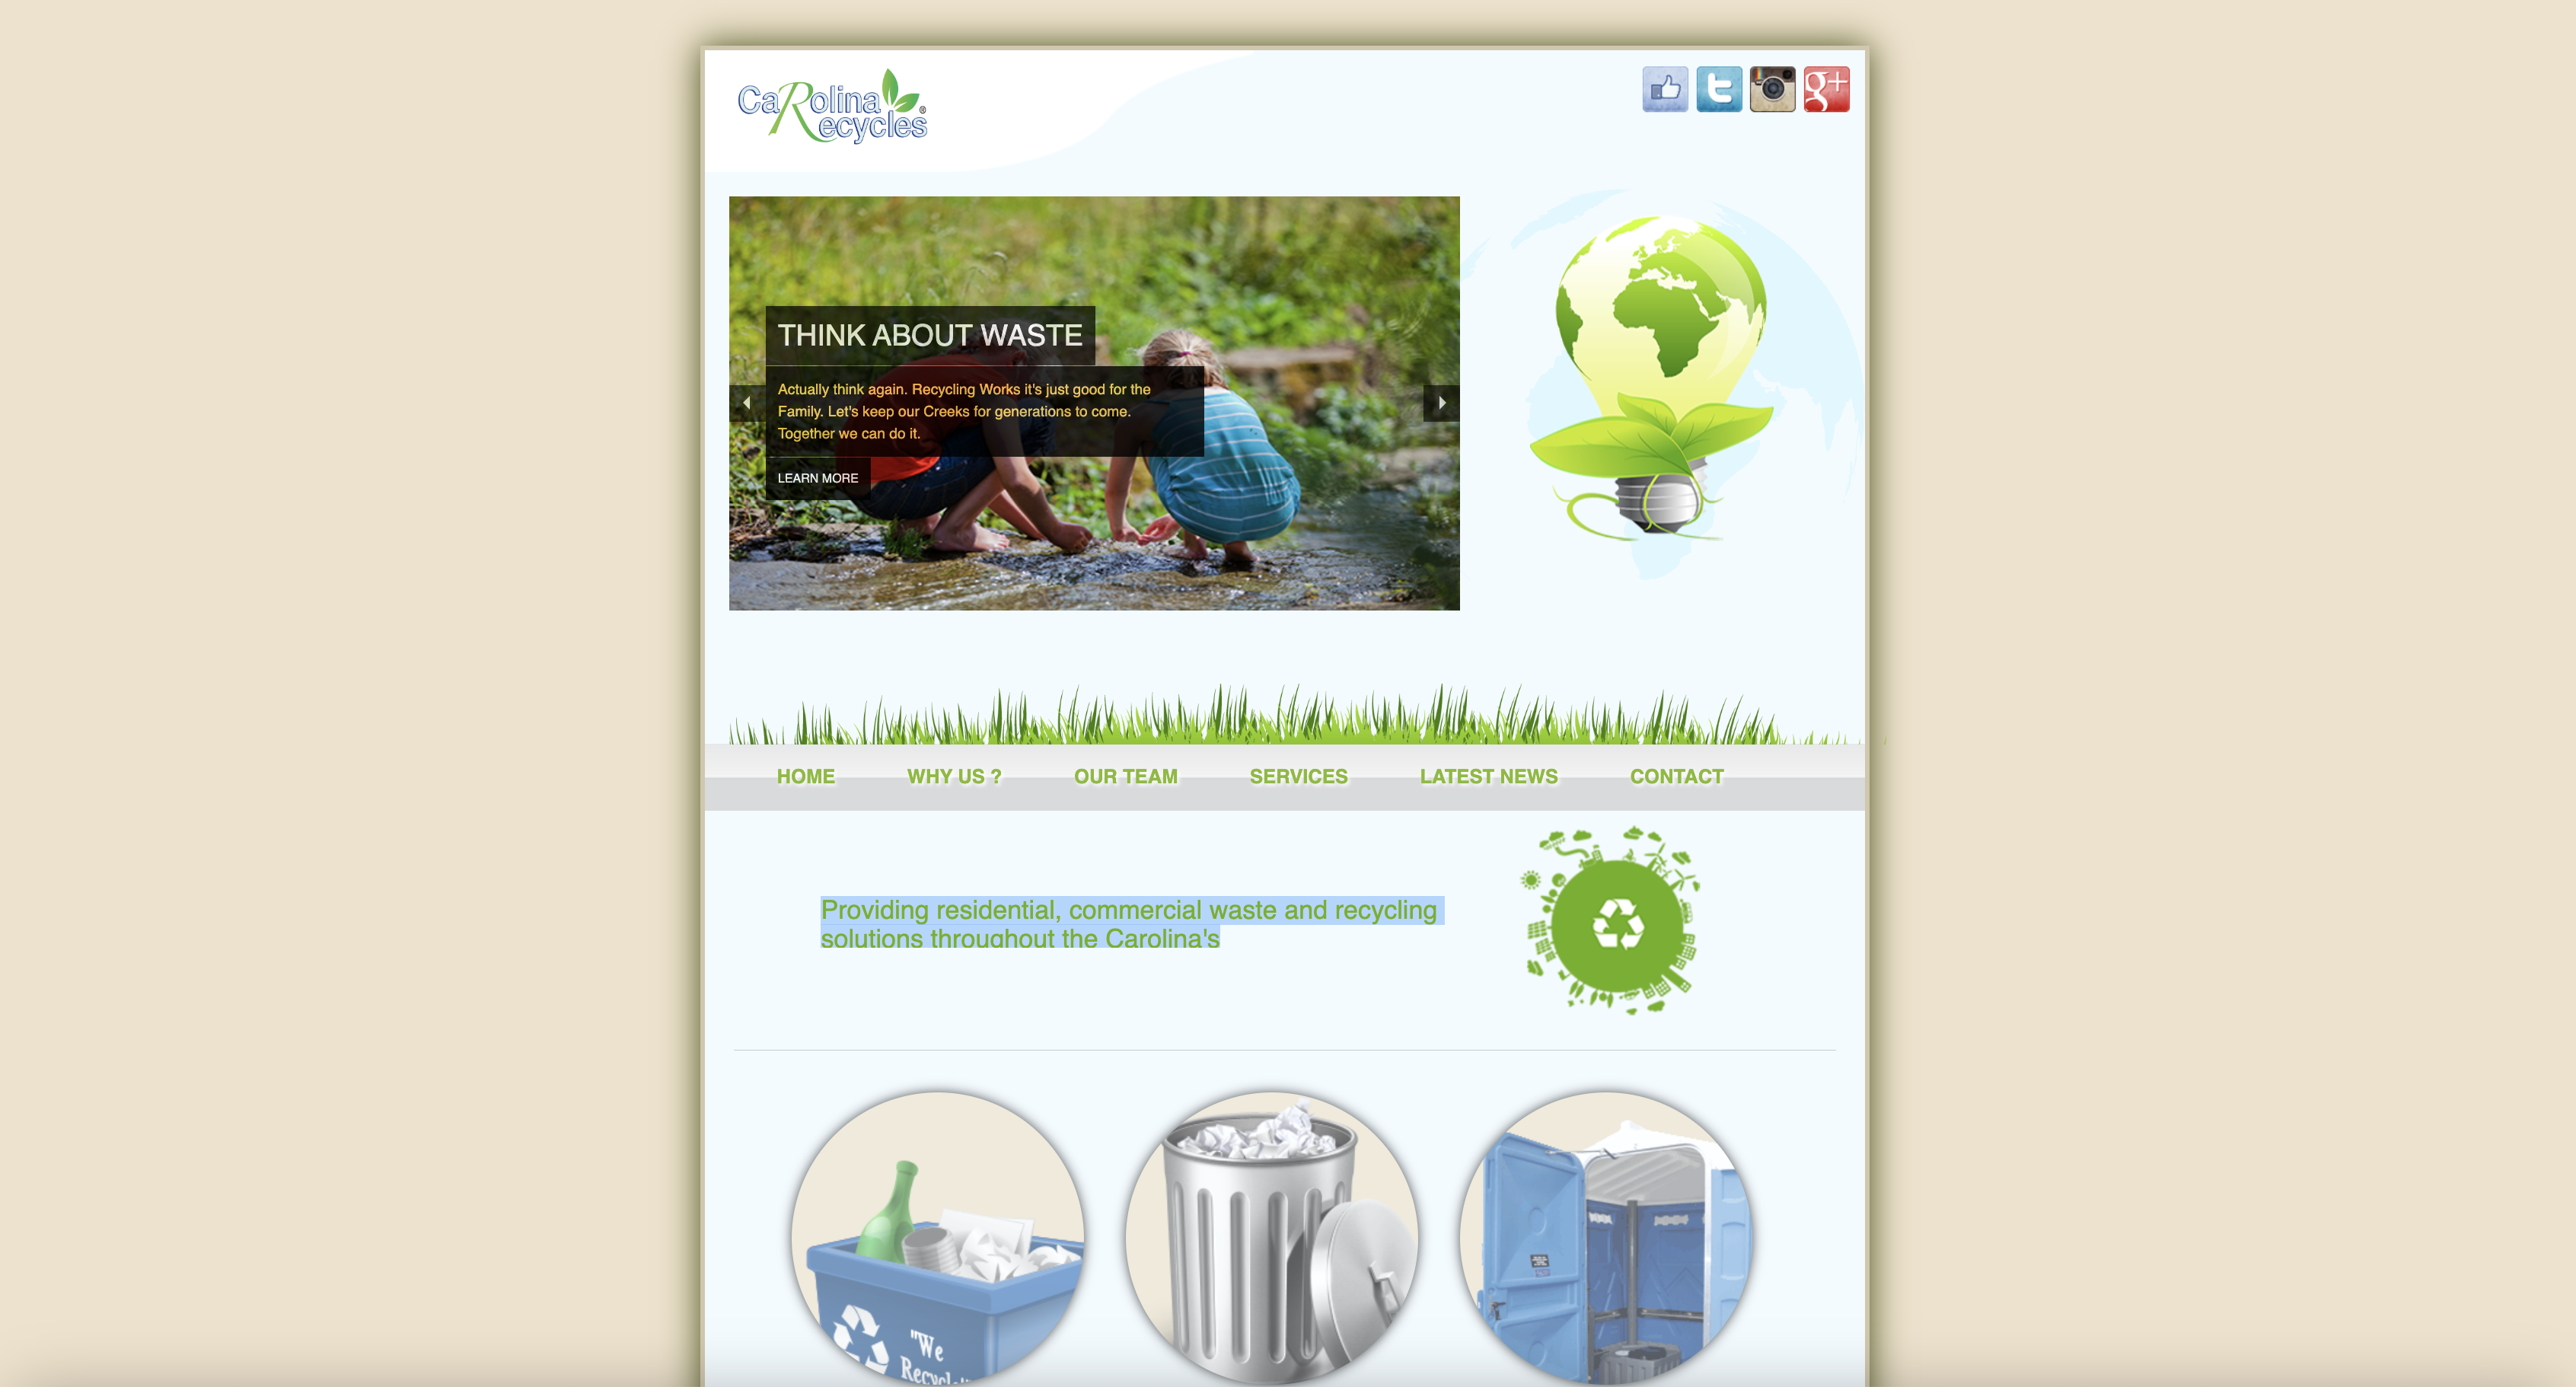 CaRolina
Recycles ®
t
g+
THINK ABOUT WASTE
Actually think again. Recycling Works it's just good for the
Family. Let's keep our Creeks for generations to come.
Together we can do it.
LEARN MORE
HOME WHY US ? OUR TEAM SERVICES LATEST NEWS CONTACT
Providing residential, commercial waste and recycling
solutions throughout the Carolina's
"We
Recycle"